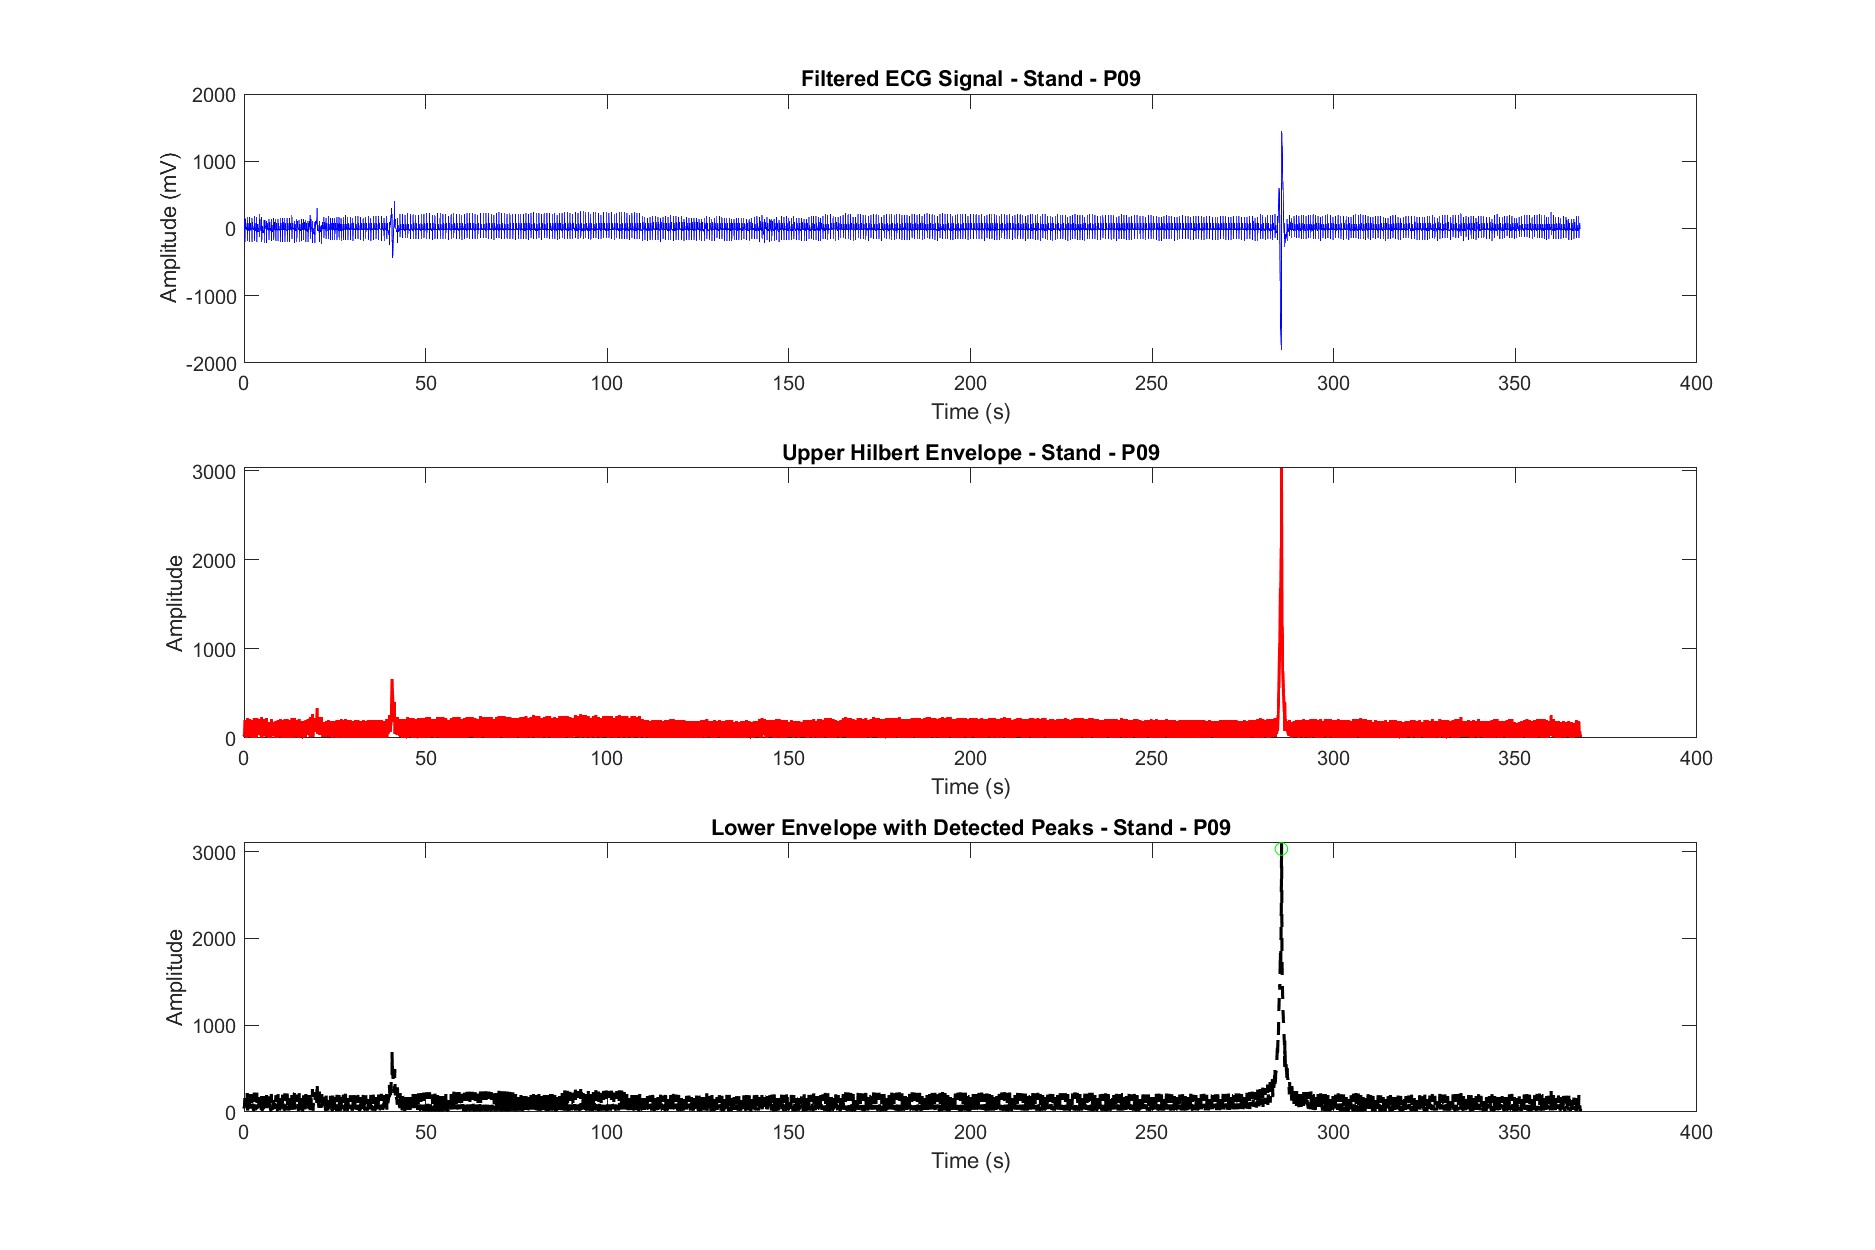 Filtered ECG Signal - Stand - P09
2000
1000
0
-1000
-2000
Amplitude (mV)
0 50 100 150 200 250 300 350 400
Time (s)
Upper Hilbert Envelope - Stand - P09
3000
2000
1000
0
Amplitude
0 50 100 150 200 250 300 350 400
Time (s)
Lower Envelope with Detected Peaks - Stand - P09
3000
2000
1000
0
Amplitude
0 50 100 150 200 250 300 350 400
Time (s)